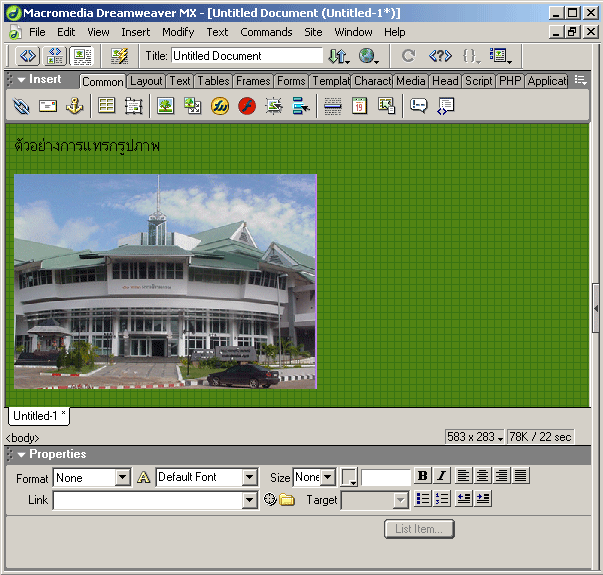 Macromedia Dreamweaver MX - [Untitled Document (Untitled-1*)]
File Edit View Insert Modify Text Commands Site Window Help
Title: Untitled Document
Insert Common Layout Text Tables Frames Forms Templat Charact Media Head Script PHP Applicat
ตัวอย่างการแทรกรูปภาพ
Untitled-1 *
<body> 583 x 283 78K / 22 sec
Properties
Format None A Default Font Size None B I
Link Target
List Item...